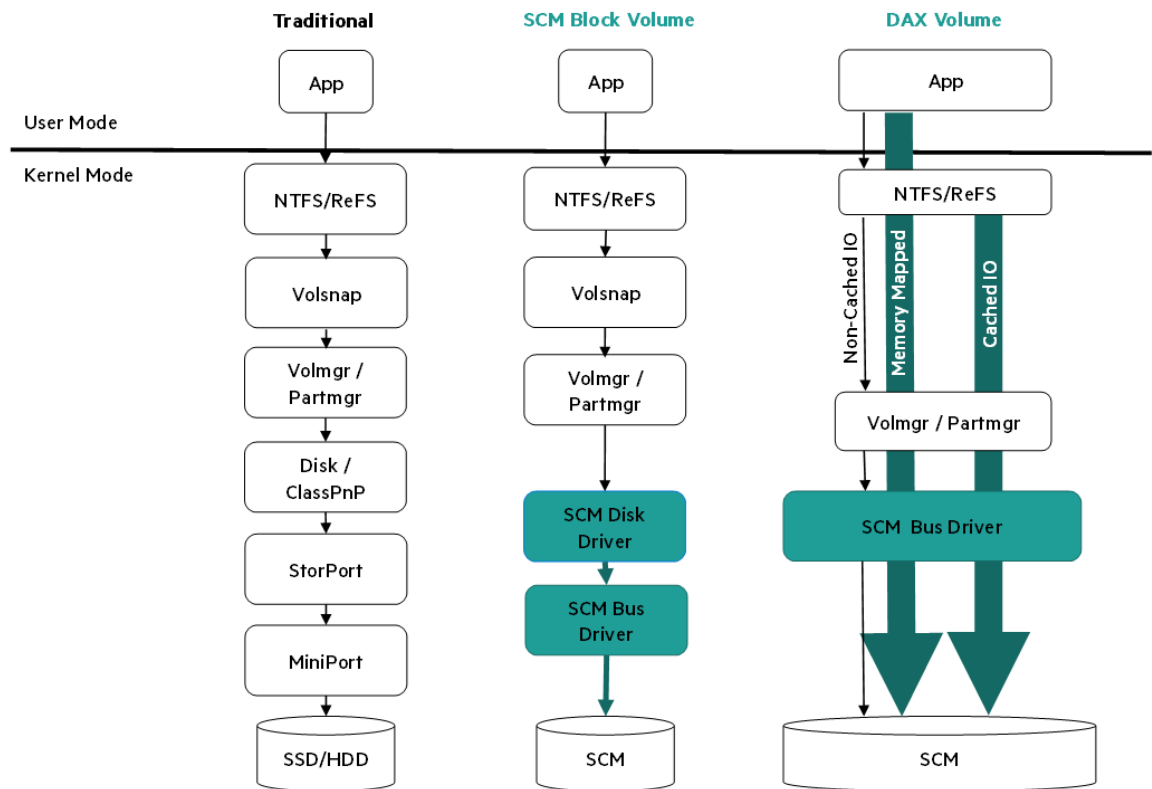 Traditional
SCM Block Volume
DAX Volume
App
App
App
User Mode
Kernel Mode
NTFS/ReFS
Volsnap
Volmgr /
Partmgr
Disk /
ClassPnP
StorPort
MiniPort
SSD/HDD
NTFS/ReFS
Volsnap
Volmgr /
Partmgr
SCM Disk
Driver
SCM Bus
Driver
SCM
NTFS/ReFS
Non-Cached IO
Memory Mapped
Cached IO
Volmgr / Partmgr
SCM Bus Driver
SCM